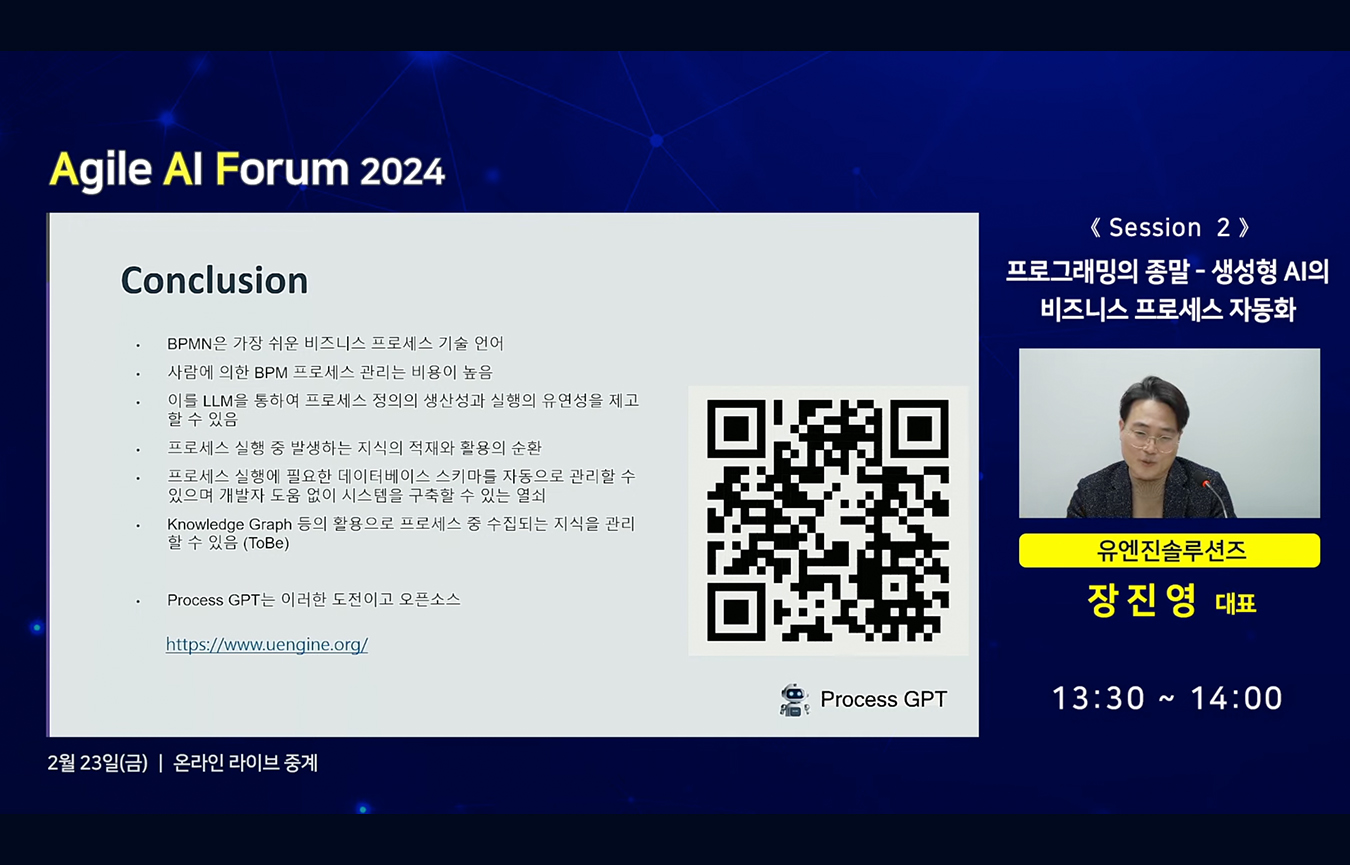 Agile AI Forum 2024
Conclusion
• BPMN은 가장 쉬운 비즈니스 프로세스 기술 언어
• 사람에 의한 BPM 프로세스 관리는 비용이 높음
• 이를 LLM을 통하여 프로세스 정의의 생산성과 실행의 유연성을 제고
할 수 있음
• 프로세스 실행 중 발생하는 지식의 적재와 활용의 순환
• 프로세스 실행에 필요한 데이터베이스 스키마를 자동으로 관리할 수
있으며 개발자 도움 없이 시스템을 구축할 수 있는 열쇠
• Knowledge Graph 등의 활용으로 프로세스 중 수집되는 지식을 관리
할 수 있음 (ToBe)
• Process GPT는 이러한 도전이고 오픈소스
https://www.uengine.org/
Process GPT
《 Session 2 》
프로그래밍의 종말 - 생성형 AI의
비즈니스 프로세스 자동화
유엔진솔루션즈
장진영 대표
13:30 ~ 14:00
2월 23일(금) | 온라인 라이브 중계